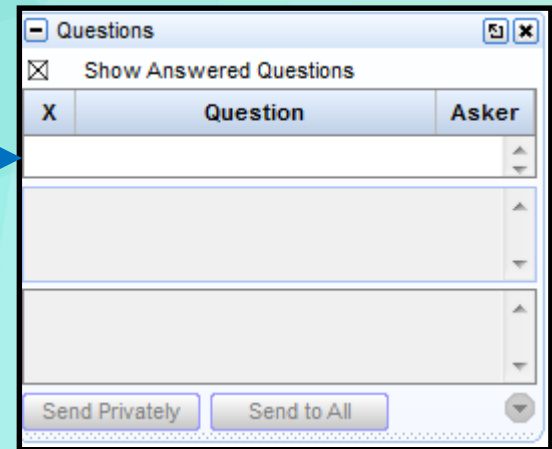 Questions
Show Answered Questions
X Question Asker
Send Privately Send to All